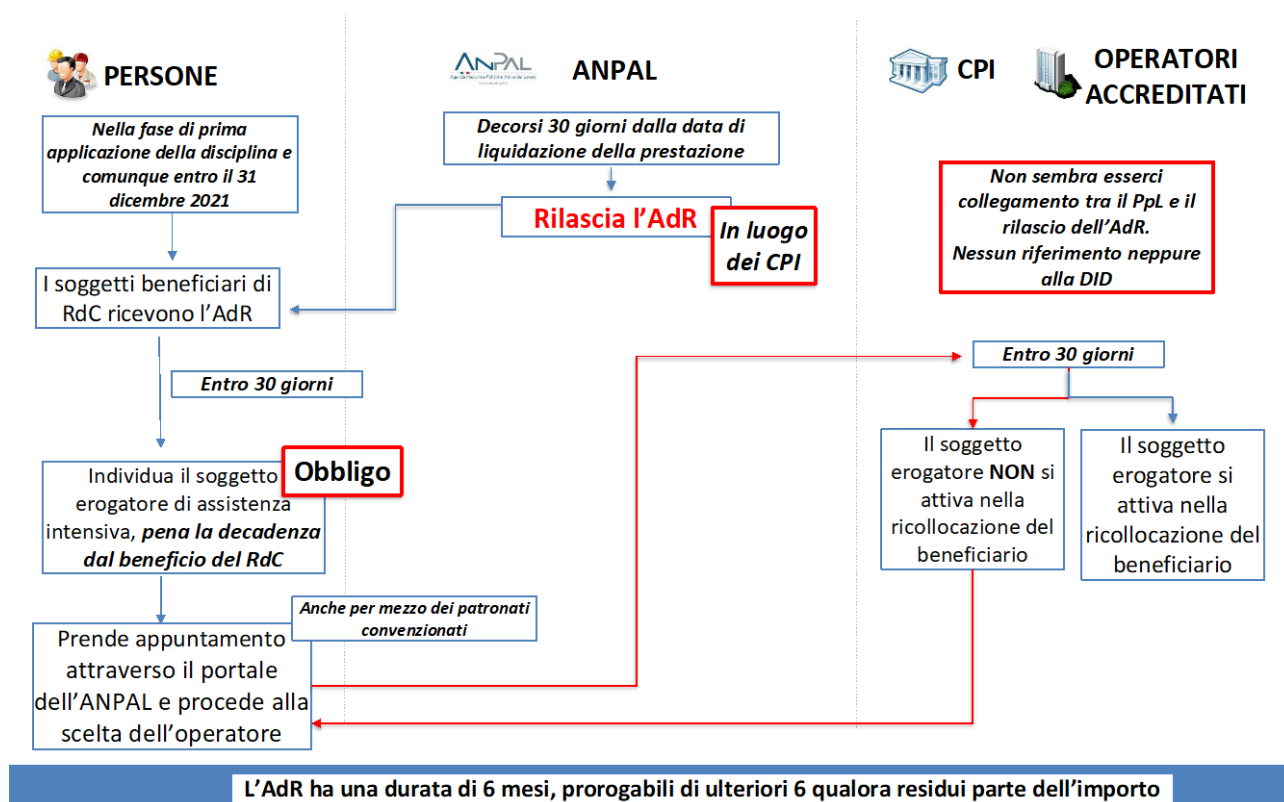 PERSONE
ANPAL
ANPAL
CPI
OPERATORI
ACCREDITATI
Nella fase di prima
applicazione della disciplina e
comunque entro il 31
dicembre 2021
Decorsi 30 giorni dalla data di
liquidazione della prestazione
Rilascia l'AdR
In luogo
dei CPI
Non sembra esserci
collegamento tra il PpL e il
rilascio dell'AdR.
Nessun riferimento neppure
alla DID
I soggetti beneficiari di
RdC ricevono l'AdR
Entro 30 giorni
Entro 30 giorni
Individua il soggetto
erogatore di assistenza
intensiva, pena la decadenza
dal beneficio del RdC
Obbligo
Il soggetto
erogatore NON si
attiva nella
ricollocazione del
beneficiario
Il soggetto
erogatore si
attiva nella
ricollocazione del
beneficiario
Anche per mezzo dei patronati
convenzionati
Prende appuntamento
attraverso il portale
dell'ANPAL e procede alla
scelta dell'operatore
L'AdR ha una durata di 6 mesi, prorogabili di ulteriori 6 qualora residui parte dell'importo